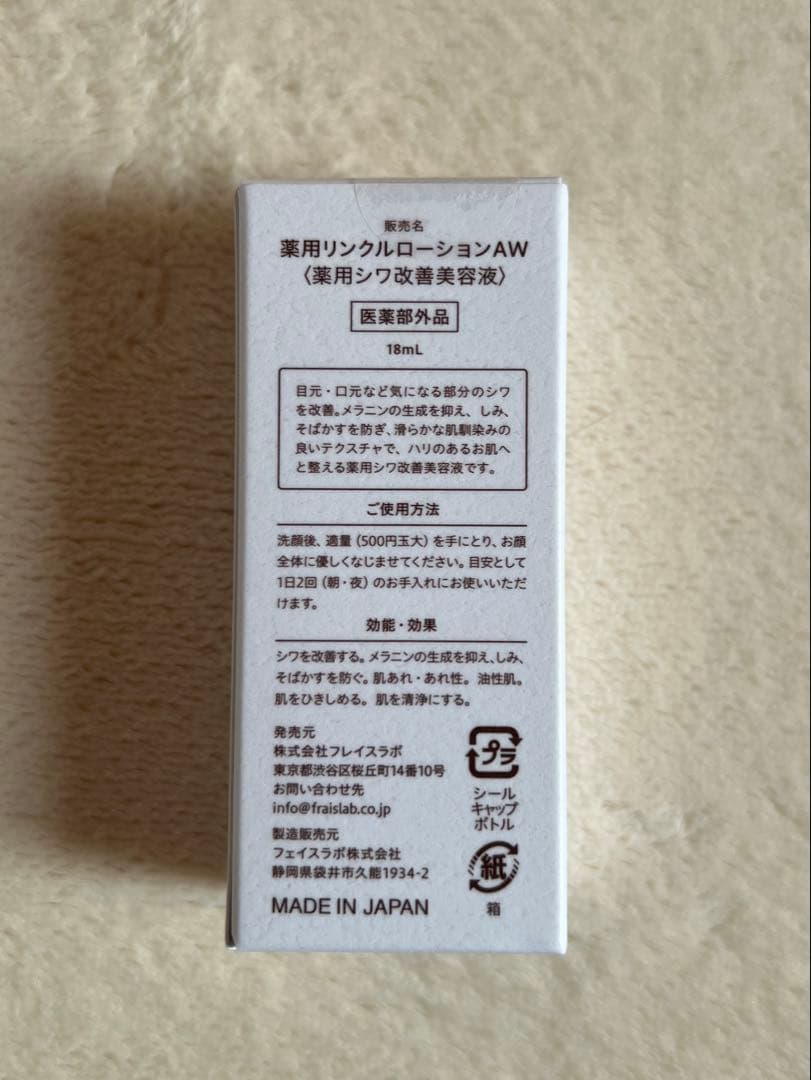 販売名
薬用リンクルローションAW
〈薬用シワ改善美容液〉
医薬部外品
18mL
目元・口元など気になる部分のシワ
を改善。メラニンの生成を抑え、しみ、
そばかすを防ぎ、滑らかな肌馴染みの
良いテクスチャで、ハリのあるお肌へ
と整える薬用シワ改善美容液です。
ご使用方法
洗顔後、適量（500円玉大）を手にとり、お顔
全体に優しくなじませてください。目安として
1日2回（朝・夜）のお手入れにお使いいただ
けます。
効能・効果
シワを改善する。メラニンの生成を抑え、しみ、
そばかすを防ぐ。肌あれ・あれ性。油性肌。
肌をひきしめる。肌を清浄にする。
発売元
株式会社フレイスラボ
東京都渋谷区桜丘町14番10号
お問い合わせ先
info@fraislab.co.jp
製造販売元
フェイスラボ株式会社
静岡県袋井市久能1934-2
MADE IN JAPAN
プラ
シール
キャップ
ボトル
紙
箱